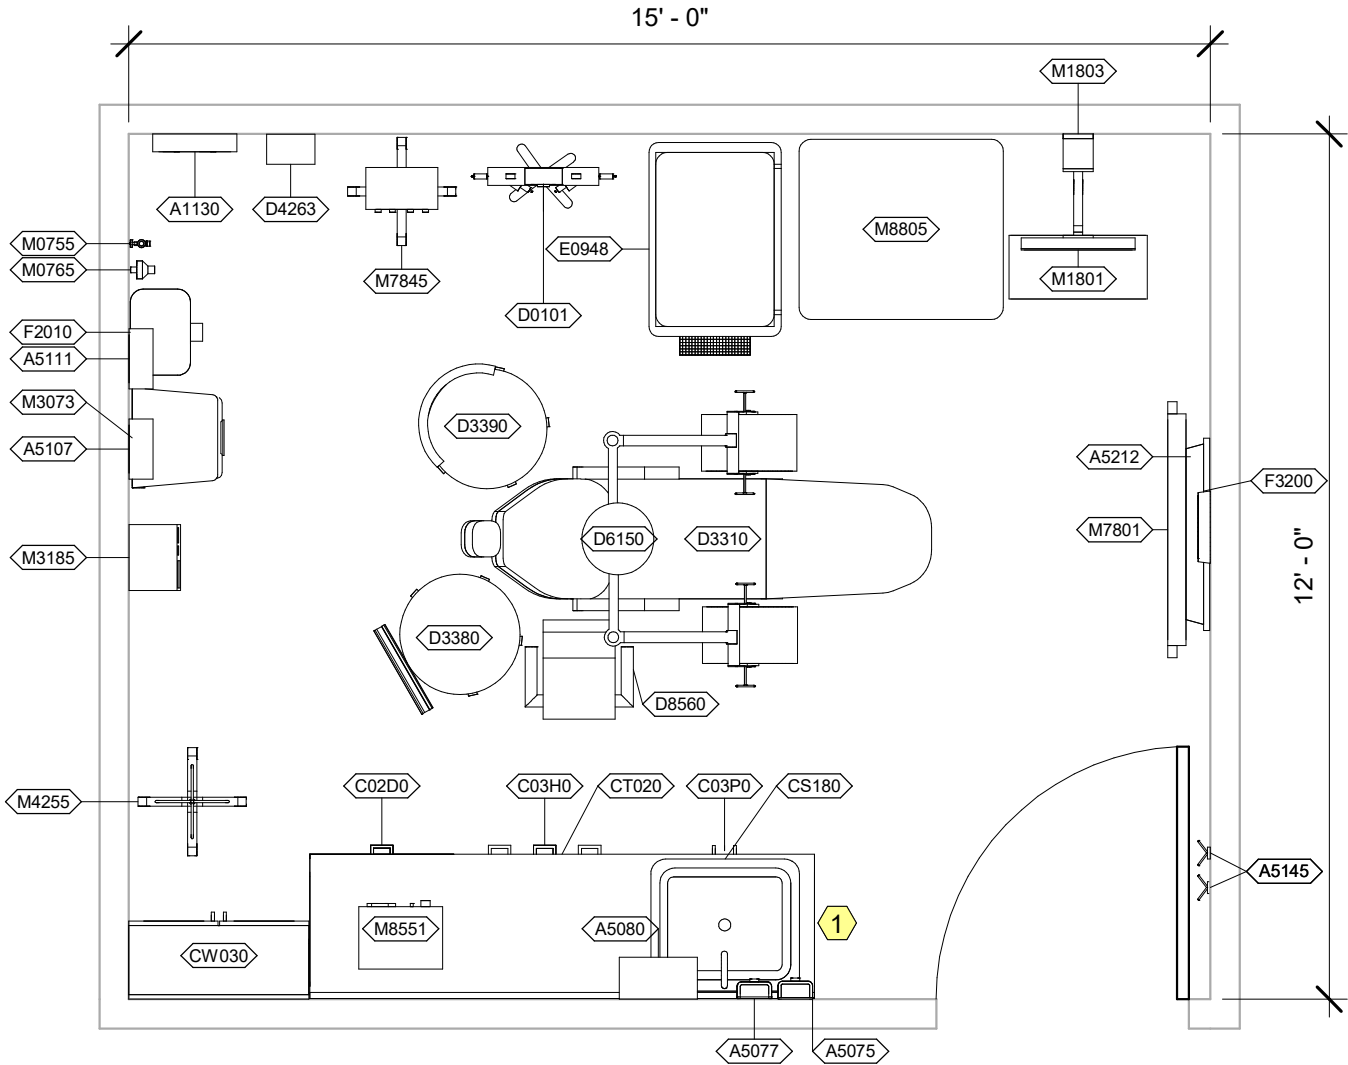 15' - 0"
M1803
A1130
D4263
M8805
M0755
E0948
M0765
M7845
M1801
D0101
F2010
A5111
M3073
D3390
A5107
A5212
F3200
M7801
D6150
D3310
M3185
12' - 0"
D3380
D8560
C02D0
C03H0
CT020
C03P0
CS180
M4255
A5145
M8551
A5080
1
CW030
A5077
A5075